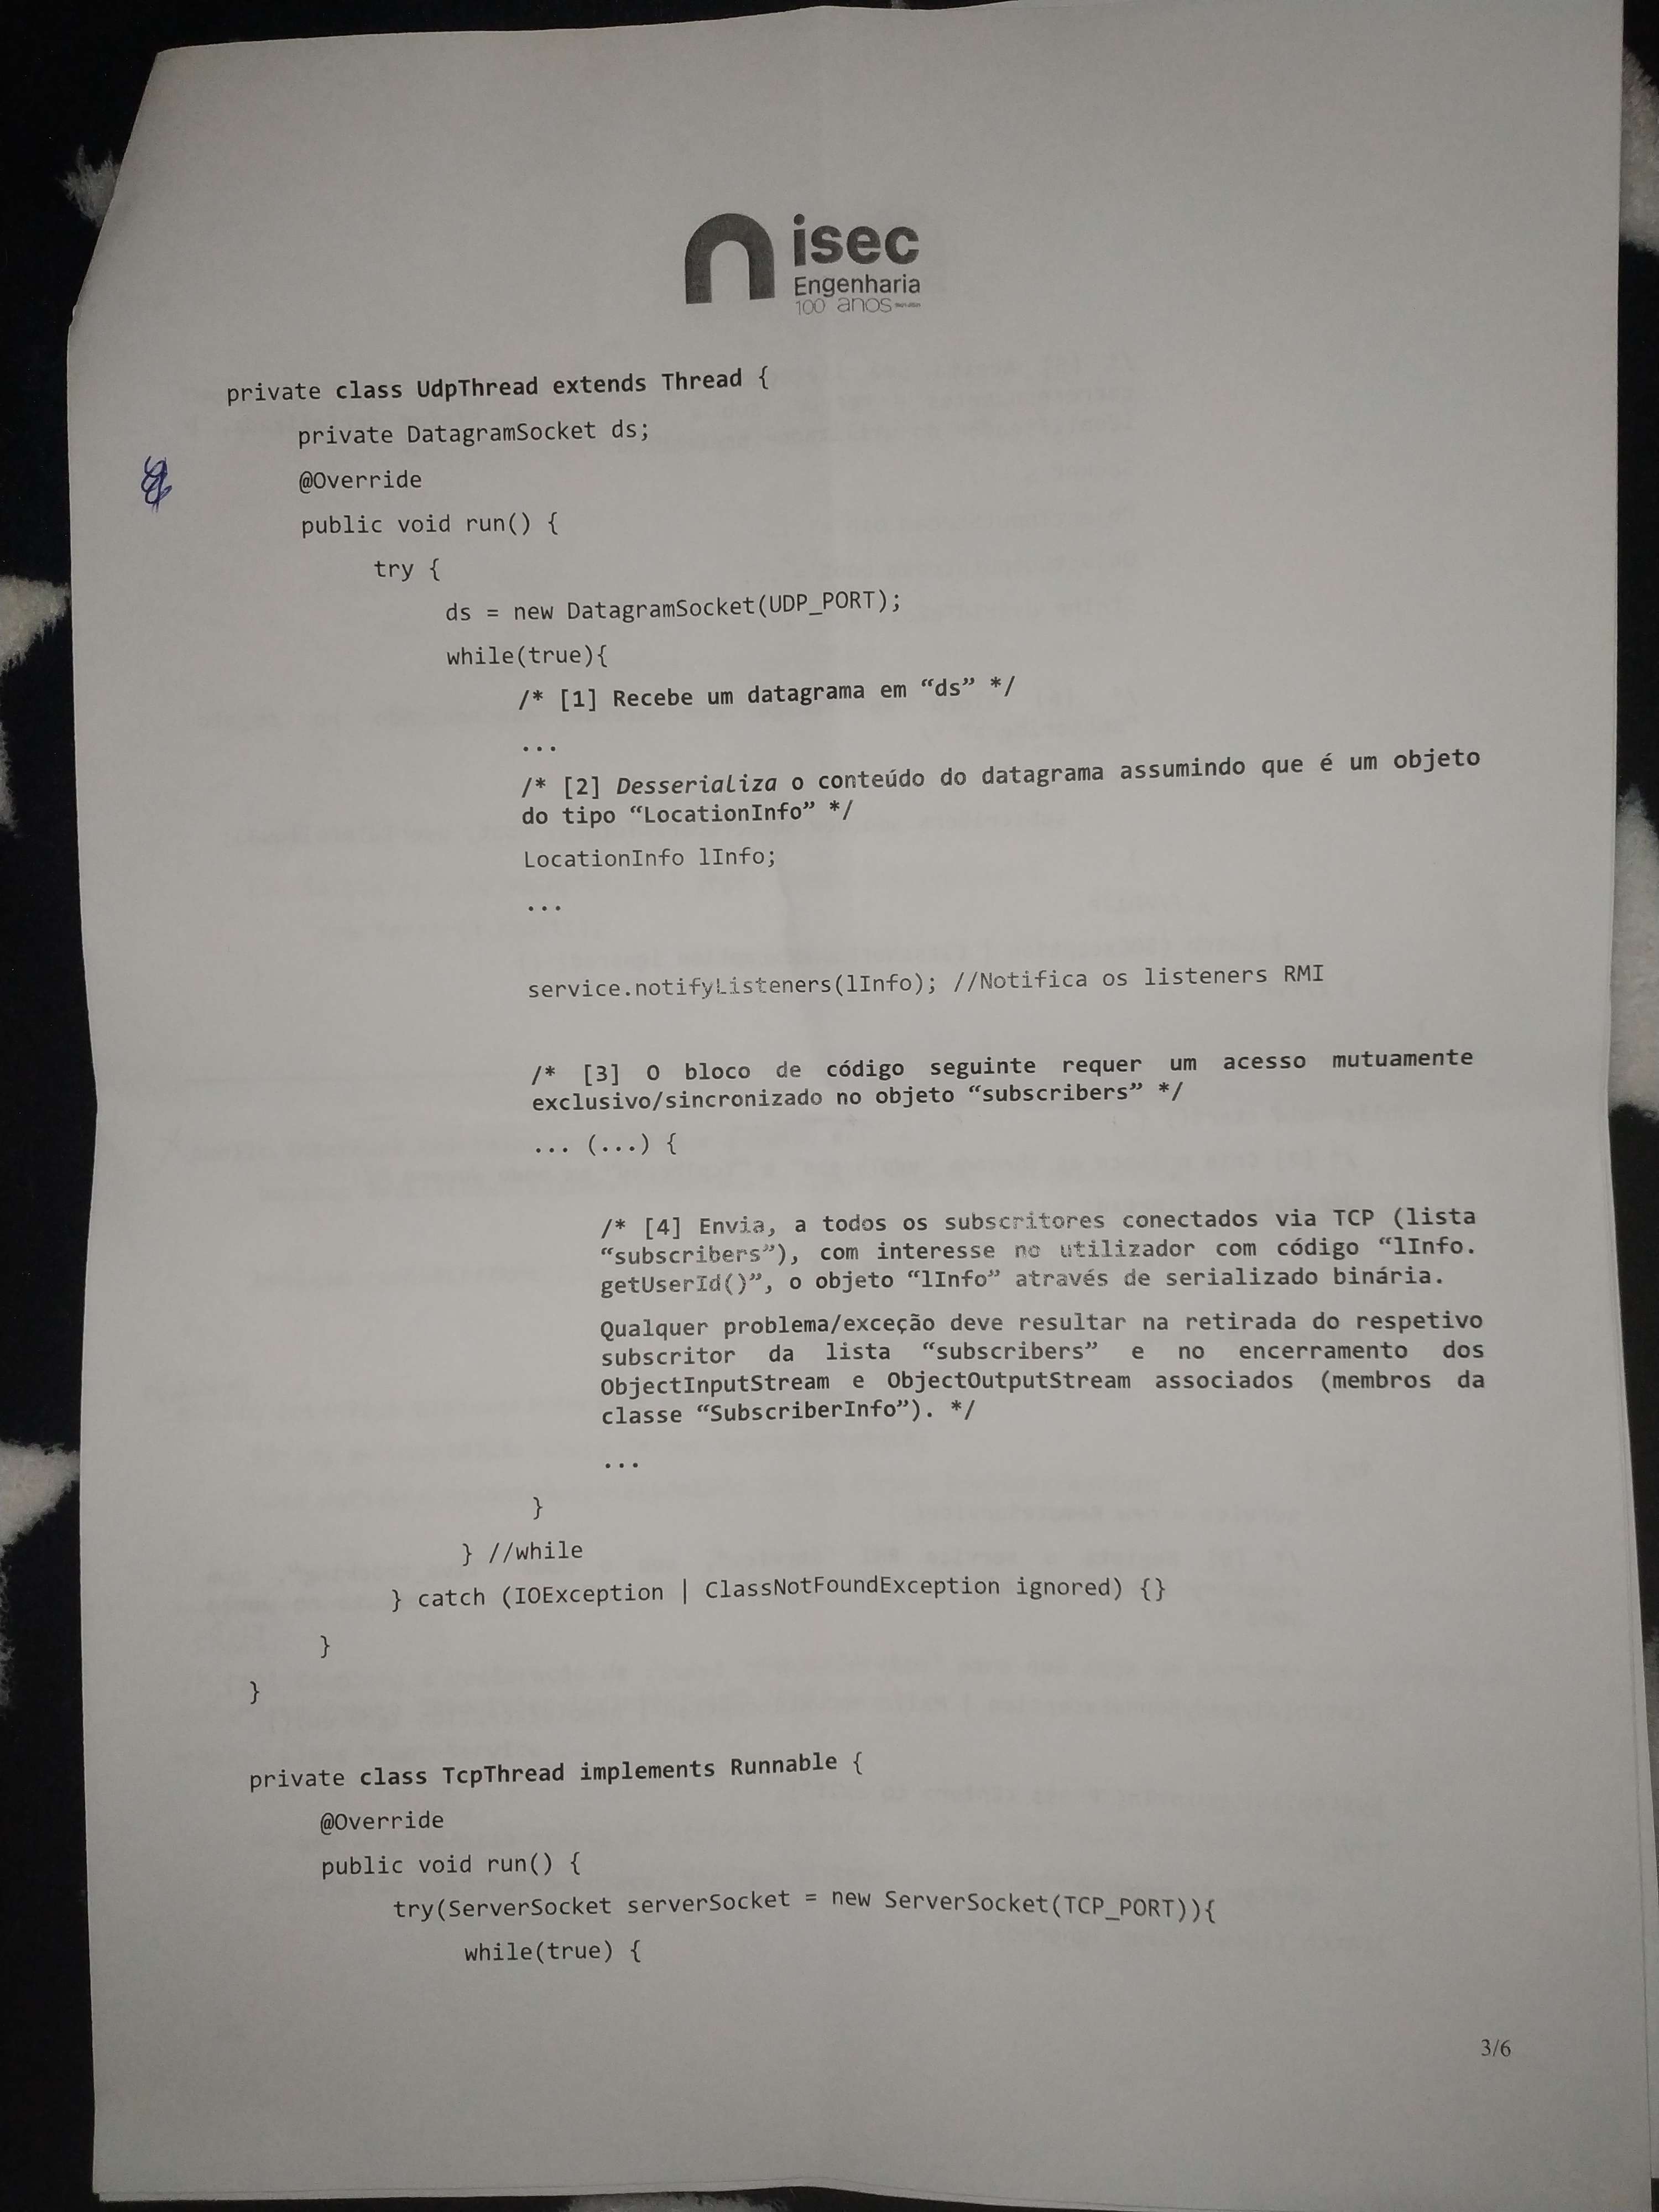 isec
Engenharia
100 anos
private class UdpThread extends Thread {
private DatagramSocket ds;
@Override
public void run() {
try {
ds = new DatagramSocket(UDP_PORT);
while(true){
/* [1] Recebe um datagrama em “ds” */
...
/* [2] Desserializa o conteúdo do datagrama assumindo que é um objeto
do tipo “LocationInfo” */
LocationInfo lInfo;
...
service.notifyListeners(lInfo); //Notifica os listeners RMI
/* [3] O bloco de código seguinte requer um acesso mutuamente
exclusivo/sincronizado no objeto “subscribers” */
... (...) {
/* [4] Envia, a todos os subscritores conectados via TCP (lista
“subscribers”), com interesse no utilizador com código “lInfo.
getUserId()”, o objeto “lInfo” através de serializado binária.
Qualquer problema/exceção deve resultar na retirada do respetivo
subscritor da lista “subscribers” e no encerramento dos
ObjectInputStream e ObjectOutputStream associados (membros da
classe “SubscriberInfo”). */
...
}
} //while
} catch (IOException | ClassNotFoundException ignored) {}
}
}
private class TcpThread implements Runnable {
@Override
public void run() {
try(ServerSocket serverSocket = new ServerSocket(TCP_PORT)){
while(true) {
3/6